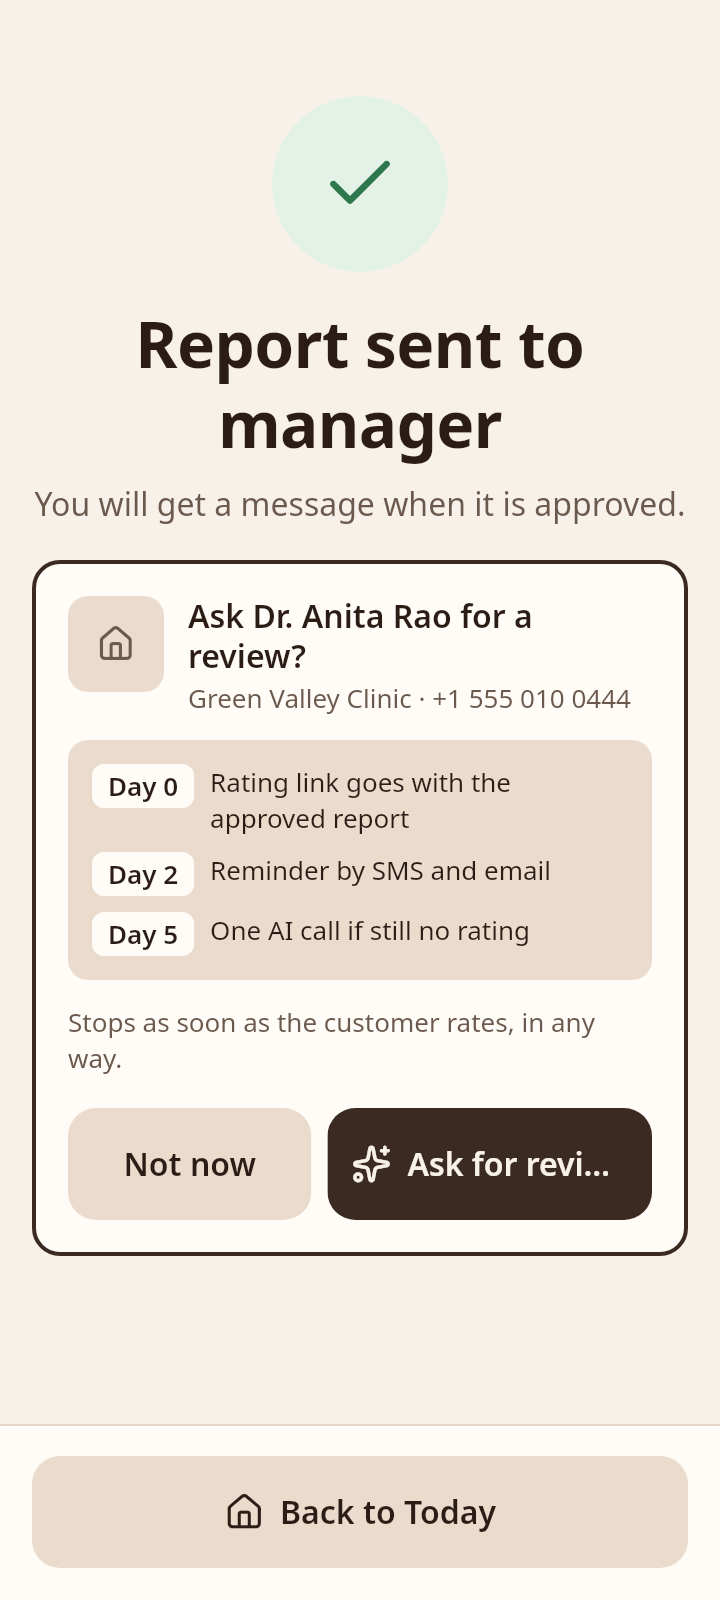 Report sent to
manager
You will get a message when it is approved.
Ask Dr. Anita Rao for a
review?
Green Valley Clinic · +1 555 010 0444
Day 0 Rating link goes with the
approved report
Day 2 Reminder by SMS and email
Day 5 One AI call if still no rating
Stops as soon as the customer rates, in any
way.
Not now
Ask for revi...
Back to Today